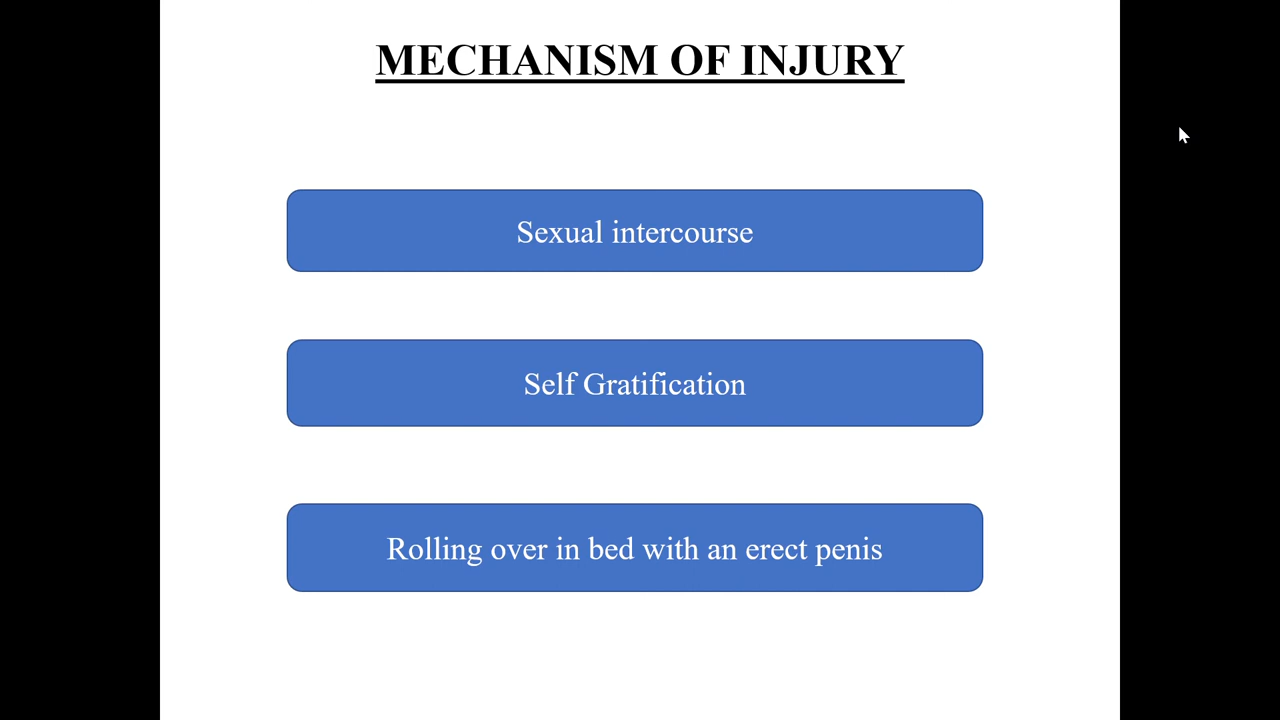 MECHANISM OF INJURY
Sexual intercourse
Self Gratification
Rolling over in bed with an erect penis